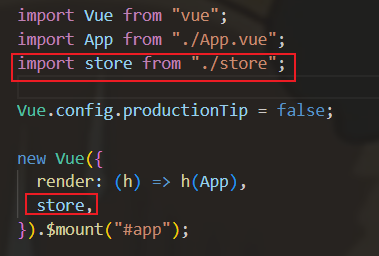 import Vue from "vue";
import App from "./App.vue";
import store from "./store";
Vue.config.productionTip = false;
new Vue({
  render: (h) => h(App),
  store,
}).$mount("#app");